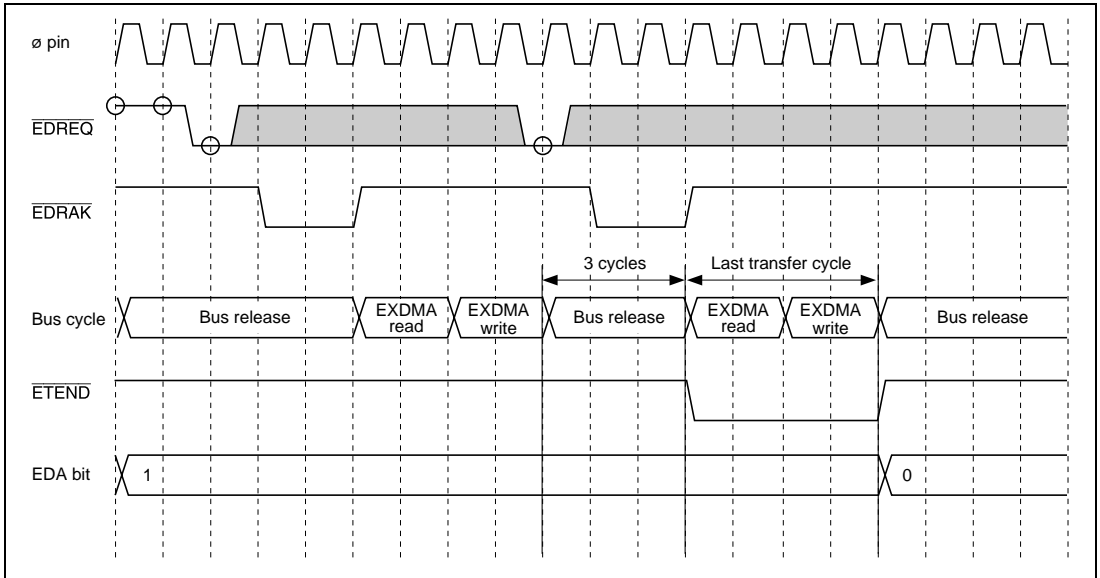 ø pin
EDREQ
EDRAK
3 cycles
Last transfer cycle
Bus cycle
Bus release
EXDMA
read
EXDMA
write
Bus release
EXDMA
read
EXDMA
write
Bus release
ETEND
EDA bit
1
0